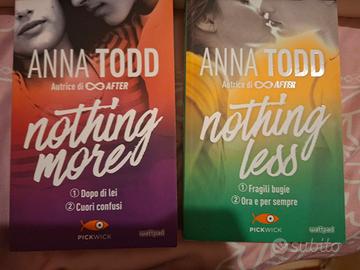 ANNA TODD
Autrice di ∞ AFTER
nothing
more
① Dopo di lei
② Cuori confusi
PICKWICK
wattpad
ANNA TODD
Autrice di ∞ AFTER
nothing
less
① Fragili bugie
② Ora e per sempre
PICKWICK
wattpad
subito